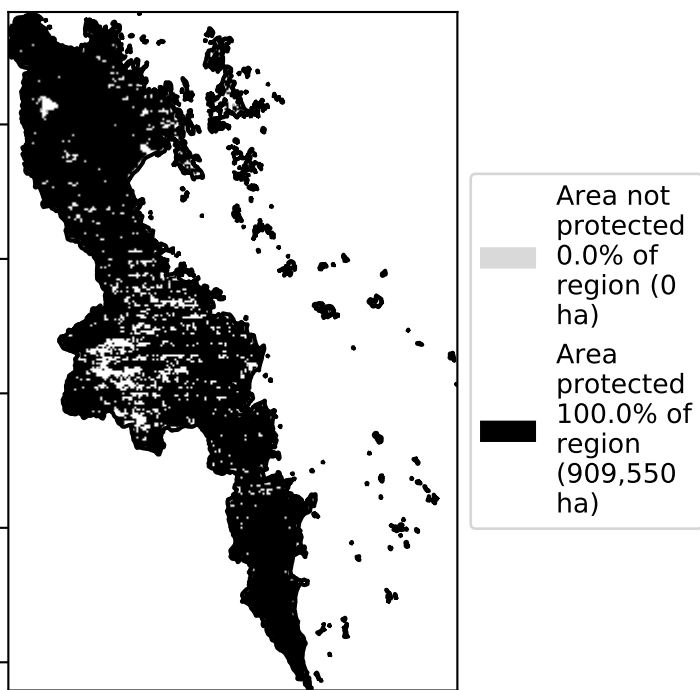 Area not
protected
0.0% of
region (0
ha)
Area
protected
100.0% of
region
(909,550
ha)